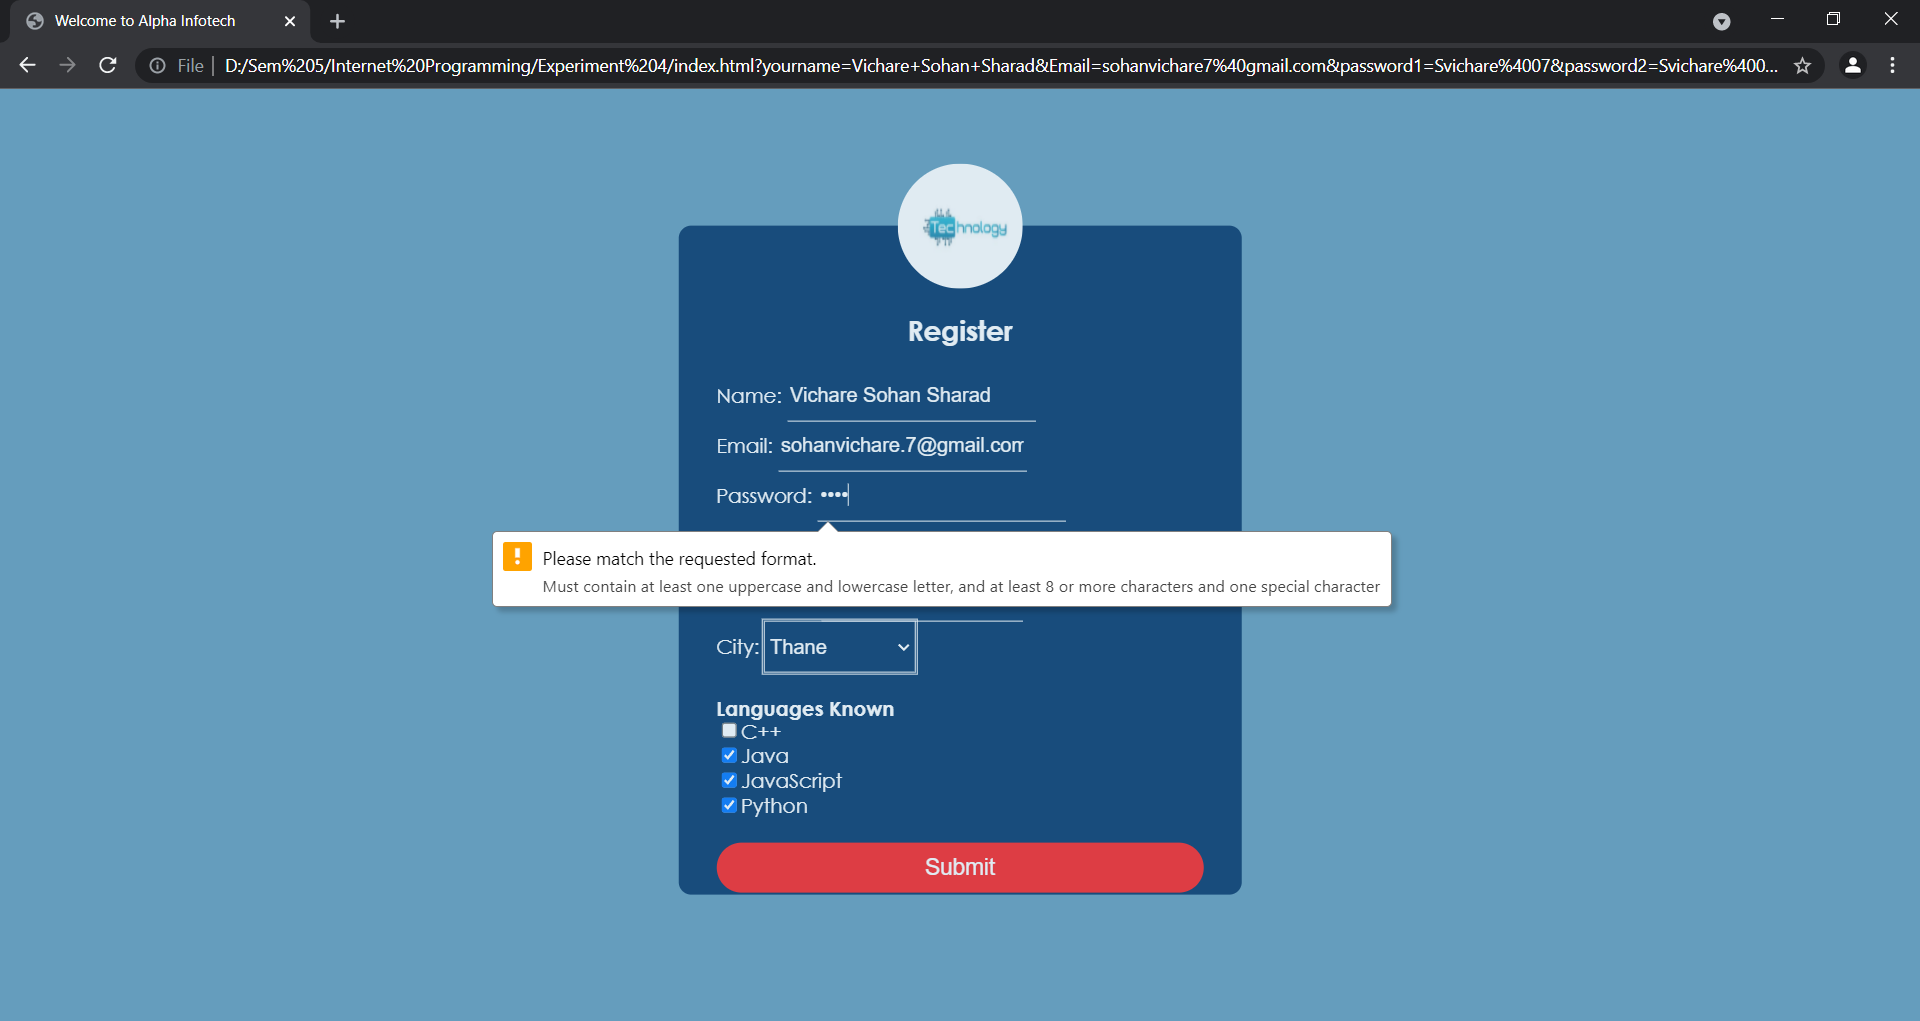 Welcome to Alpha Infotech
File | D:/Sem%205/Internet%20Programming/Experiment%204/index.html?yourname=Vichare+Sohan+Sharad&Email=sohanvichare7%40gmail.com&password1=Svichare%4007&password2=Svichare%400...
Technology
Register
Name: Vichare Sohan Sharad
Email: sohanvichare.7@gmail.com
Password: ••••
Please match the requested format.
Must contain at least one uppercase and lowercase letter, and at least 8 or more characters and one special character
City: Thane
Languages Known
C++
Java
JavaScript
Python
Submit